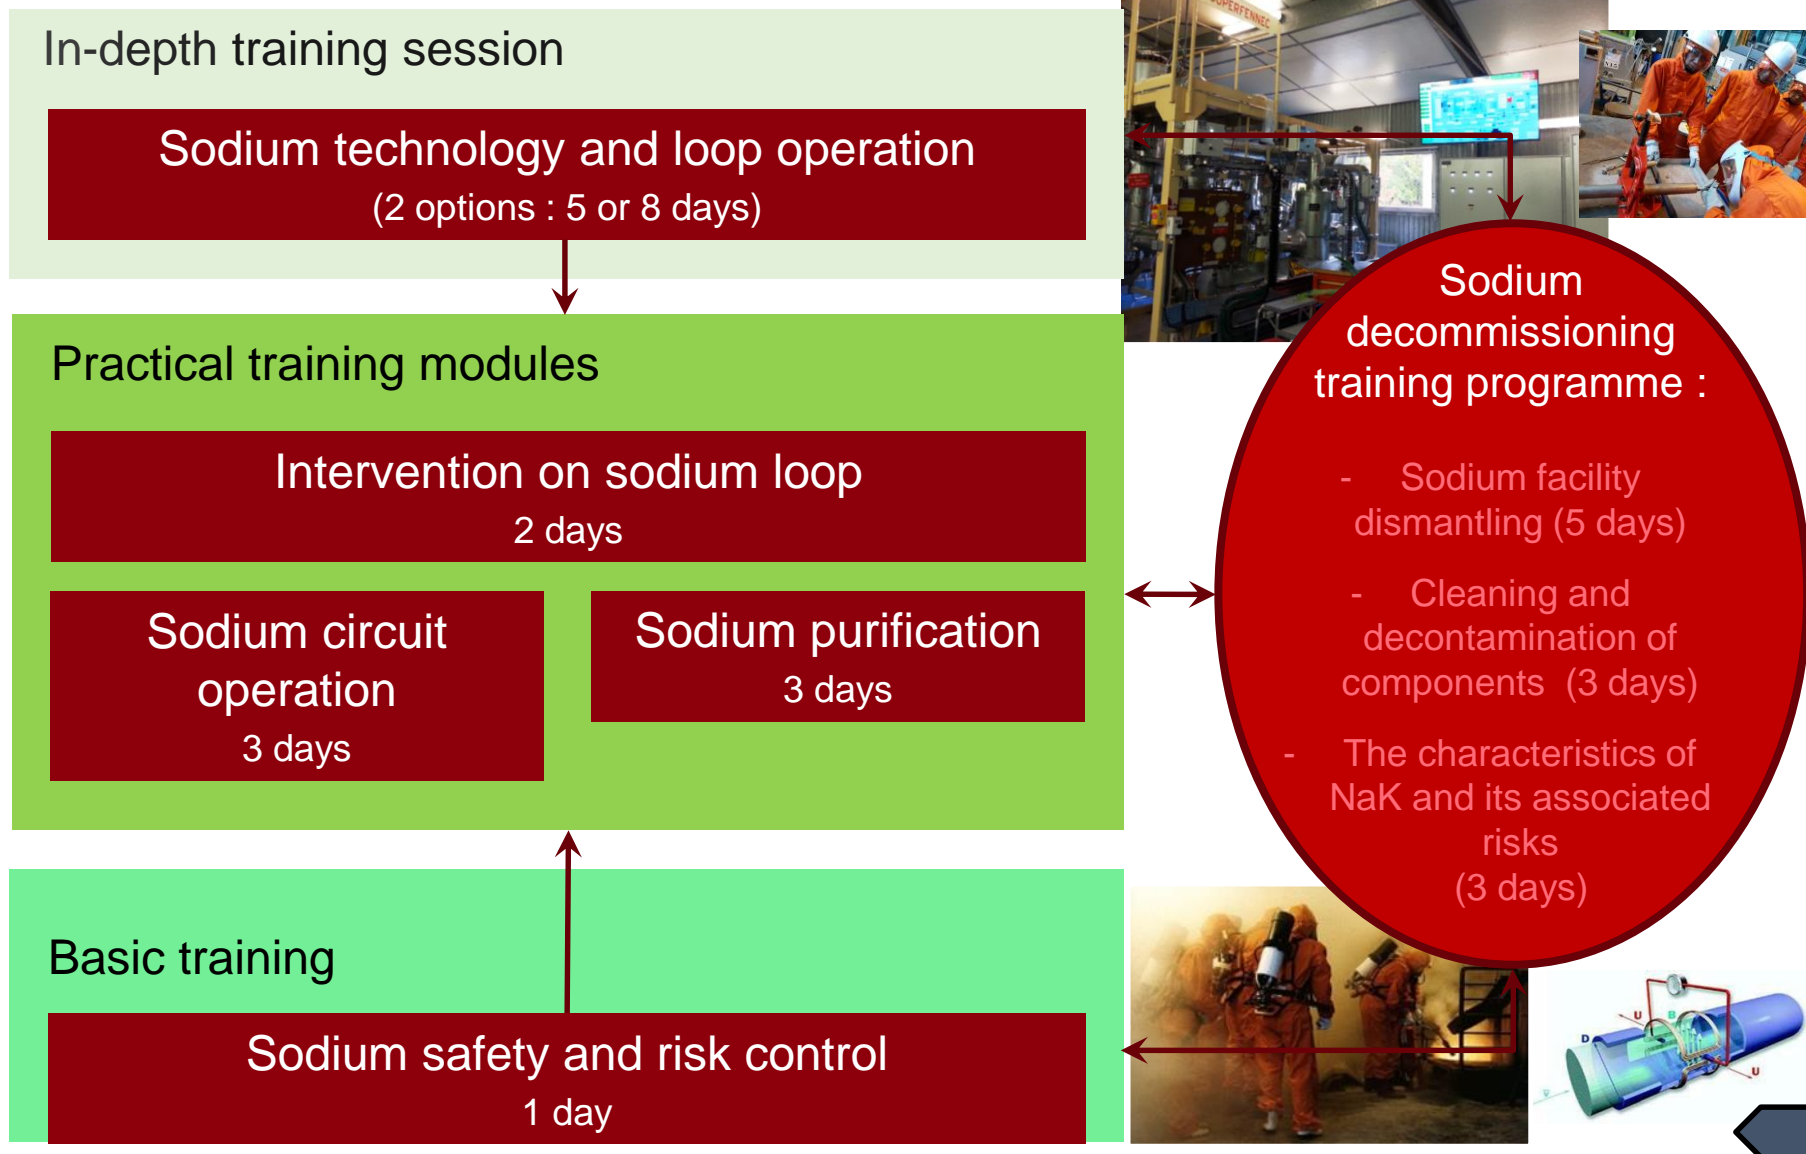 In-depth training session
Sodium technology and loop operation
(2 options : 5 or 8 days)
Practical training modules
Intervention on sodium loop
2 days
Sodium circuit
operation
3 days
Sodium purification
3 days
Basic training
Sodium safety and risk control
1 day
Sodium
decommissioning
training programme :
- Sodium facility
dismantling (5 days)
- Cleaning and
decontamination of
components (3 days)
- The characteristics of
NaK and its associated
risks
(3 days)
U
B
D
U